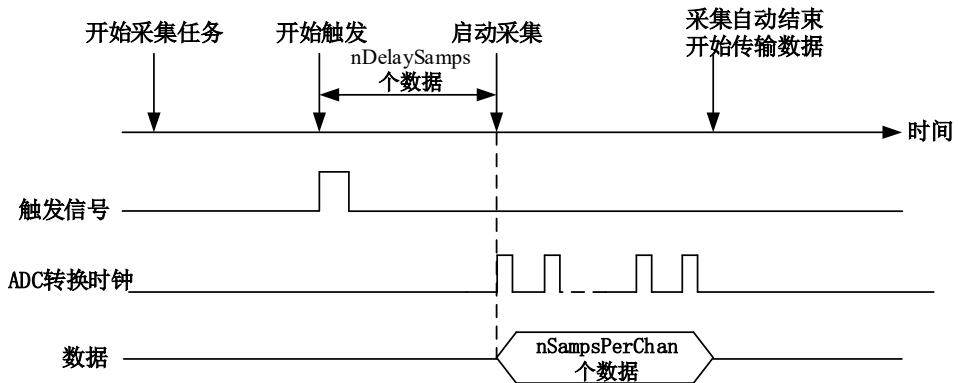 开始采集任务
开始触发
启动采集
采集自动结束
开始传输数据
nDelaySamps
个数据
时间
触发信号
ADC转换时钟
数据
nSampsPerChan
个数据